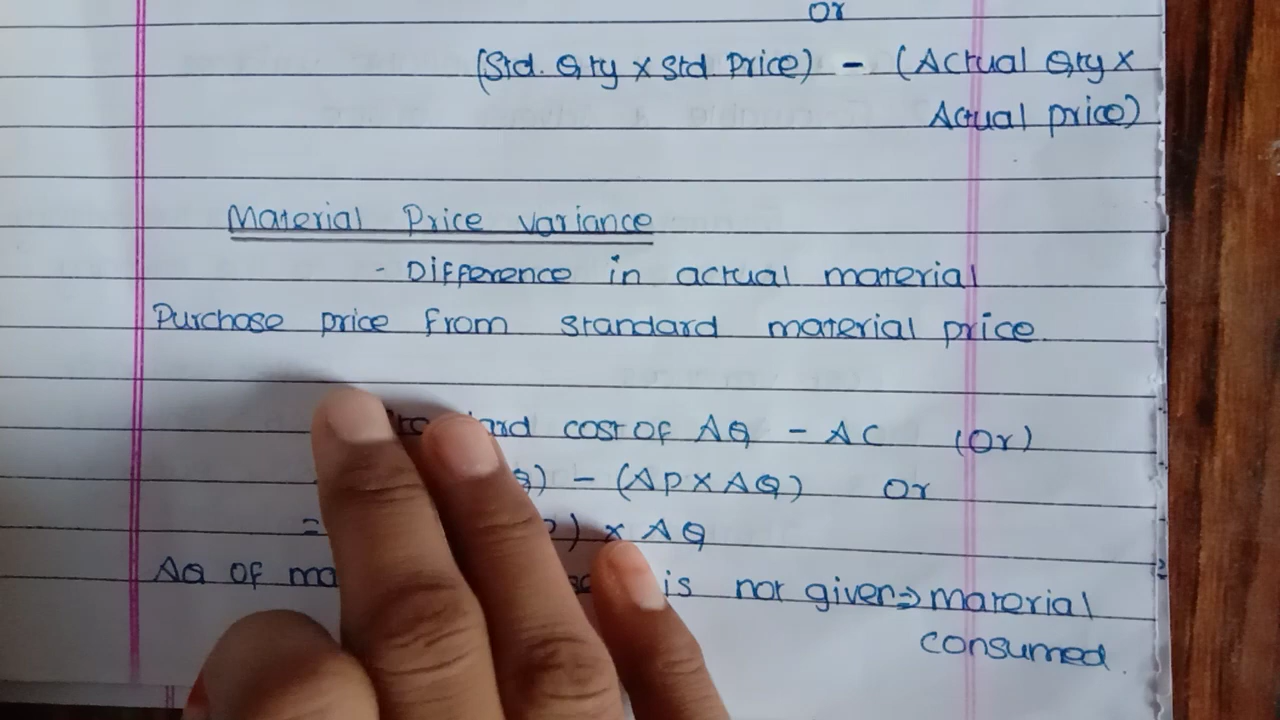 Or
(Std. Qty x Std. Price) - (Actual Qty x
Actual price)
Material Price variance
- Difference in actual material
Purchase price from standard material price.
cost of AQ - AC (Or)
- (AP X AQ) Or
= x AQ
AQ of is not given => material
consumed.